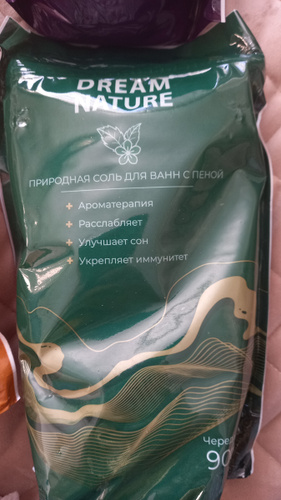 DREAM
NATURE
ПРИРОДНАЯ СОЛЬ ДЛЯ ВАНН С ПЕНОЙ
+ Ароматерапия
+ Расслабляет
+ Улучшает сон
+ Укрепляет иммунитет